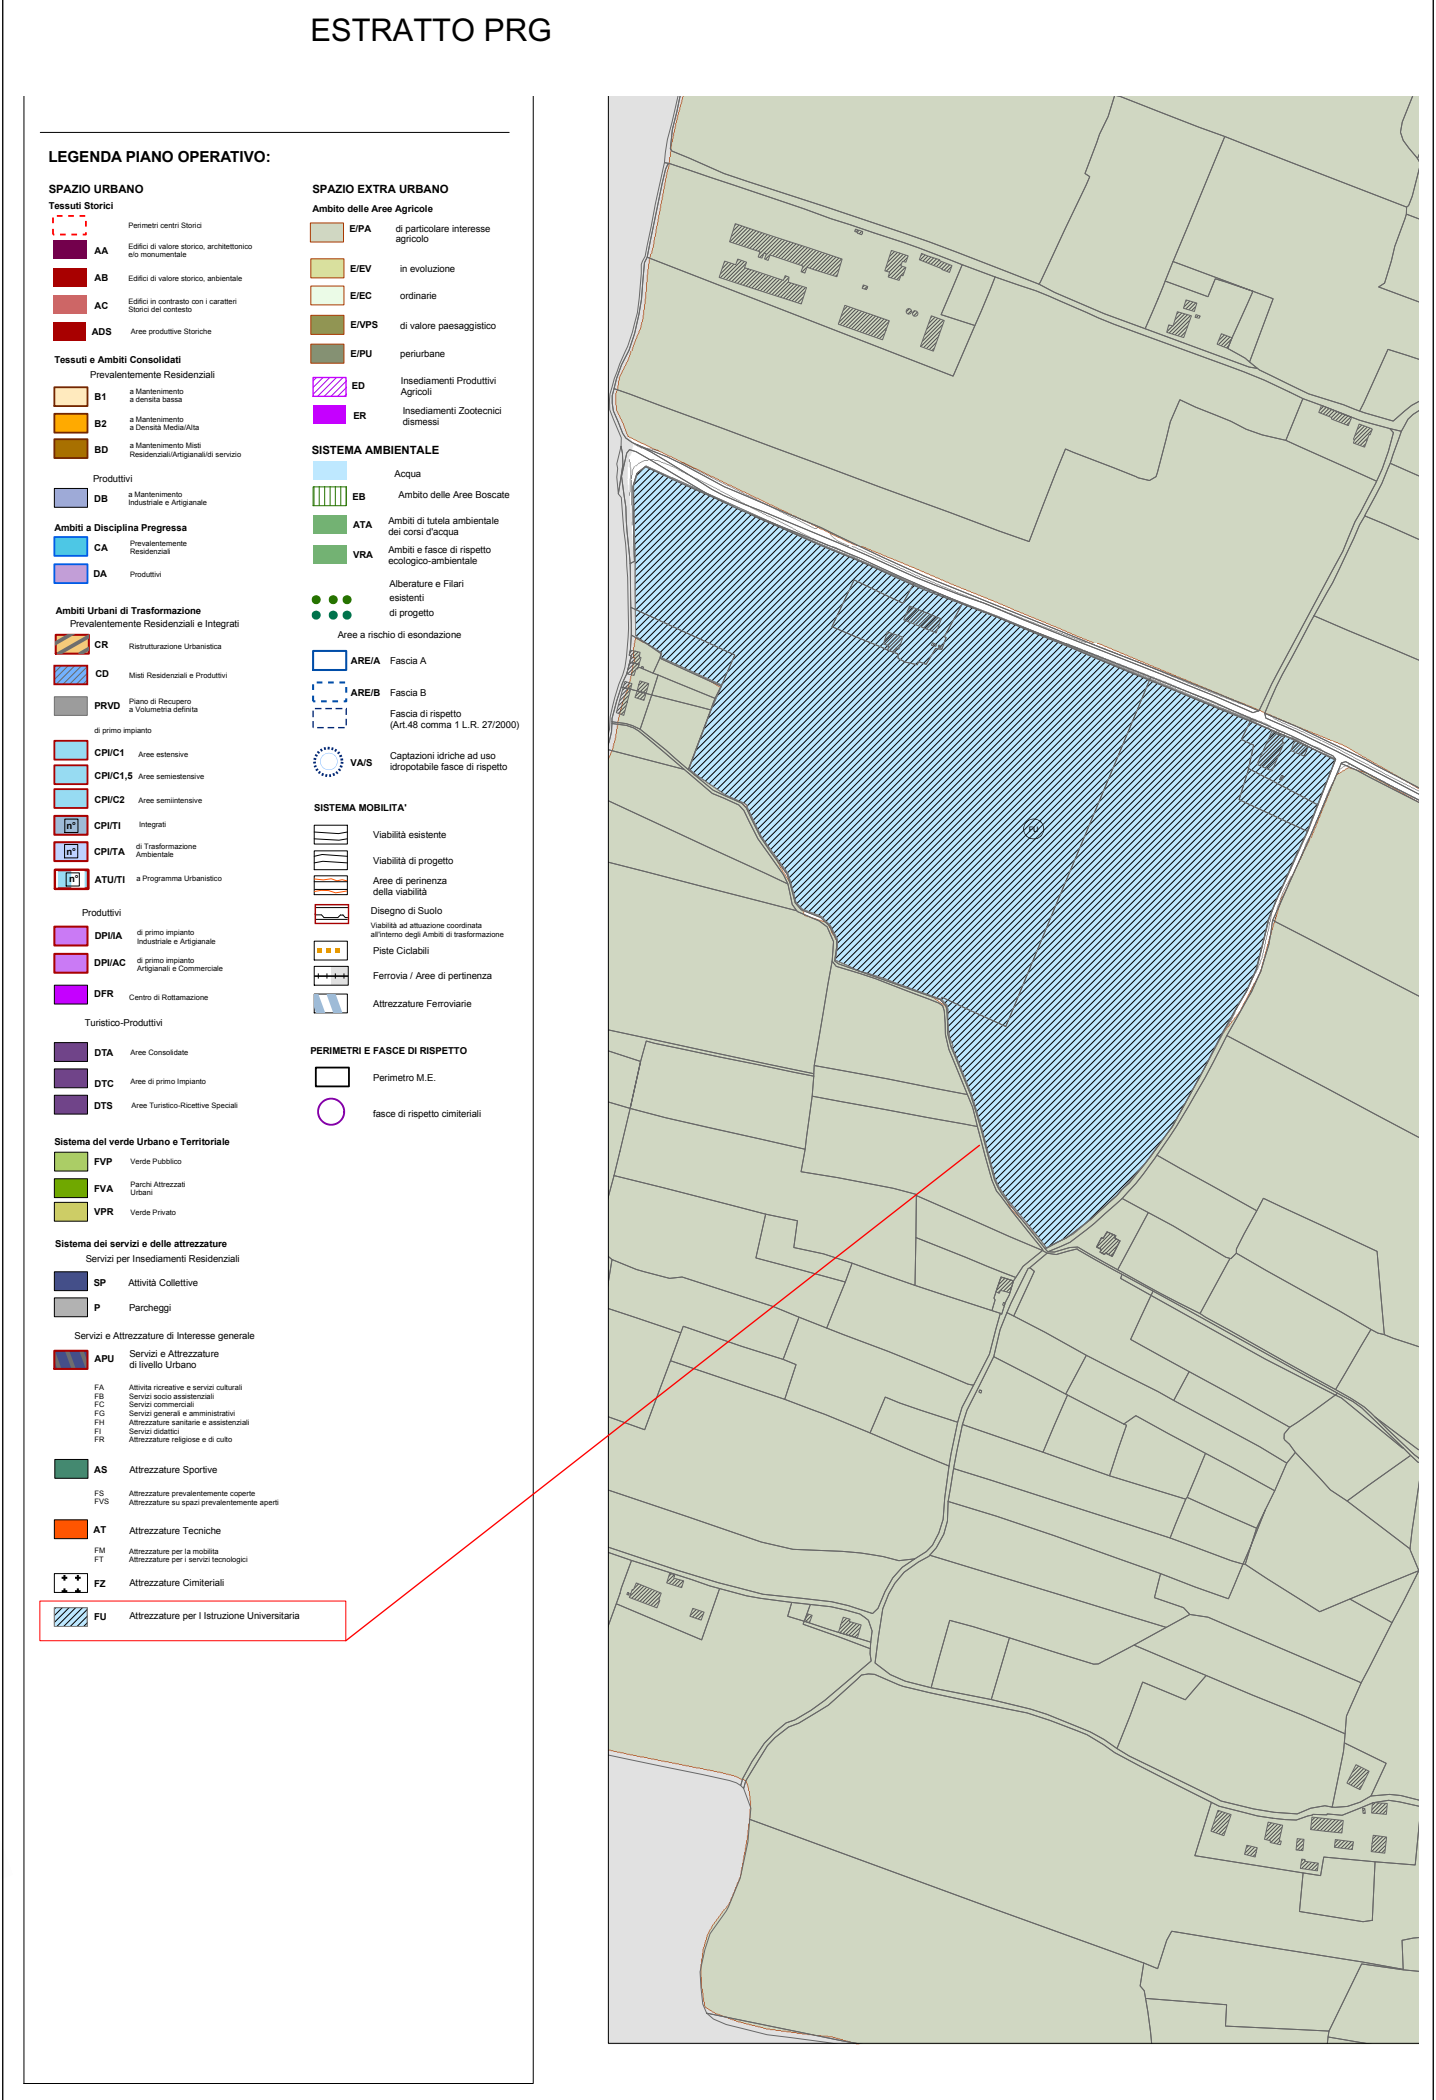 ESTRATTO PRG
LEGENDA PIANO OPERATIVO:
SPAZIO URBANO
Tessuti Storici
Perimetri centri Storici
AA Edifici di valore storico, architettonico
e/o monumentale
AB Edifici di valore storico, anbientale
AC Edifici in contrasto con i caratteri
Storici del contesto
ADS Aree produttive Storiche
Tessuti e Ambiti Consolidati
Prevalentemente Residenziali
B1 a Mantenimento
a densita bassa
B2 a Mantenimento
a Densità Media/Alta
BD a Mantenimento Misti
Residenziali/Artigianali/di servizio
Produttivi
DB a Mantenimento
Industriale e Artigianale
Ambiti a Disciplina Pregressa
CA Prevalentemente
Residenziali
DA Produttivi
Ambiti Urbani di Trasformazione
Prevalentemente Residenziali e Integrati
CR Ristrutturazione Urbanistica
CD Misti Residenziali e Produttivi
PRVD Piano di Recupero
a Volumetria definita
di primo impianto
CPI/C1 Aree estensive
CPI/C1,5 Aree semiestensive
CPI/C2 Aree semiintensive
n° CPI/TI Integrati
n° CPI/TA di Trasformazione
Ambientale
n° ATU/TI a Programma Urbanistico
Produttivi
DPI/IA di primo impianto
Industriale e Artigianale
DPI/AC di primo impianto
Artigianali e Commerciale
DFR Centro di Rottamazione
Turistico-Produttivi
DTA Aree Consolidate
DTC Aree di primo Impianto
DTS Aree Turistico-Ricettive Speciali
Sistema del verde Urbano e Territoriale
FVP Verde Pubblico
FVA Parchi Attrezzati
Urbani
VPR Verde Privato
Sistema dei servizi e delle attrezzature
Servizi per Insediamenti Residenziali
SP Attività Collettive
P Parcheggi
Servizi e Attrezzature di Interesse generale
APU Servizi e Attrezzature
di livello Urbano
FA Attivita ricreative e servizi culturali
FB Servizi socio assistenziali
FC Servizi commerciali
FG Servizi generali e amministrativi
FH Attrezzature sanitarie e assistenziali
FI Servizi didattici
FR Attrezzature religiose e di culto
AS Attrezzature Sportive
FS Attrezzature prevalentemente coperte
FVS Attrezzature su spazi prevalentemente aperti
AT Attrezzature Tecniche
FM Attrezzature per la mobilita
FT Attrezzature per i servizi tecnologici
FZ Attrezzature Cimiteriali
FU Attrezzature per l Istruzione Universitaria
SPAZIO EXTRA URBANO
Ambito delle Aree Agricole
E/PA di particolare interesse
agricolo
E/EV in evoluzione
E/EC ordinarie
E/VPS di valore paesaggistico
E/PU periurbane
ED Insediamenti Produttivi
Agricoli
ER Insediamenti Zootecnici
dismessi
SISTEMA AMBIENTALE
Acqua
EB Ambito delle Aree Boscate
ATA Ambiti di tutela ambientale
dei corsi d'acqua
VRA Ambiti e fasce di rispetto
ecologico-ambientale
Alberature e Filari
esistenti
di progetto
Aree a rischio di esondazione
ARE/A Fascia A
ARE/B Fascia B
Fascia di rispetto
(Art.48 comma 1 L.R. 27/2000)
VA/S Captazioni idriche ad uso
idropotabile fasce di rispetto
SISTEMA MOBILITA'
Viabilità esistente
Viabilità di progetto
Aree di perinenza
della viabilità
Disegno di Suolo
Viabilità ad attuazione coordinata
all'interno degli Ambiti di trasformazione
Piste Ciclabili
Ferrovia / Aree di pertinenza
Attrezzature Ferroviarie
PERIMETRI E FASCE DI RISPETTO
Perimetro M.E.
fasce di rispetto cimiteriali
FU